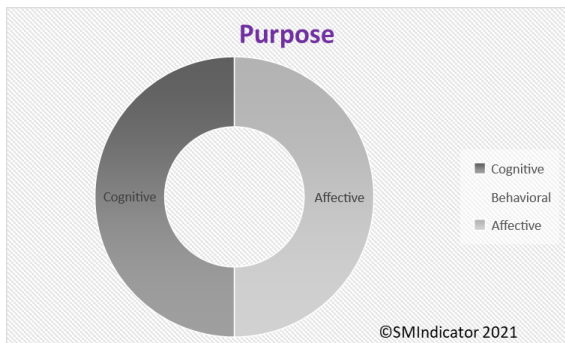 Purpose
Cognitive
Affective
Cognitive
Behavioral
Affective
©SMIndicator 2021